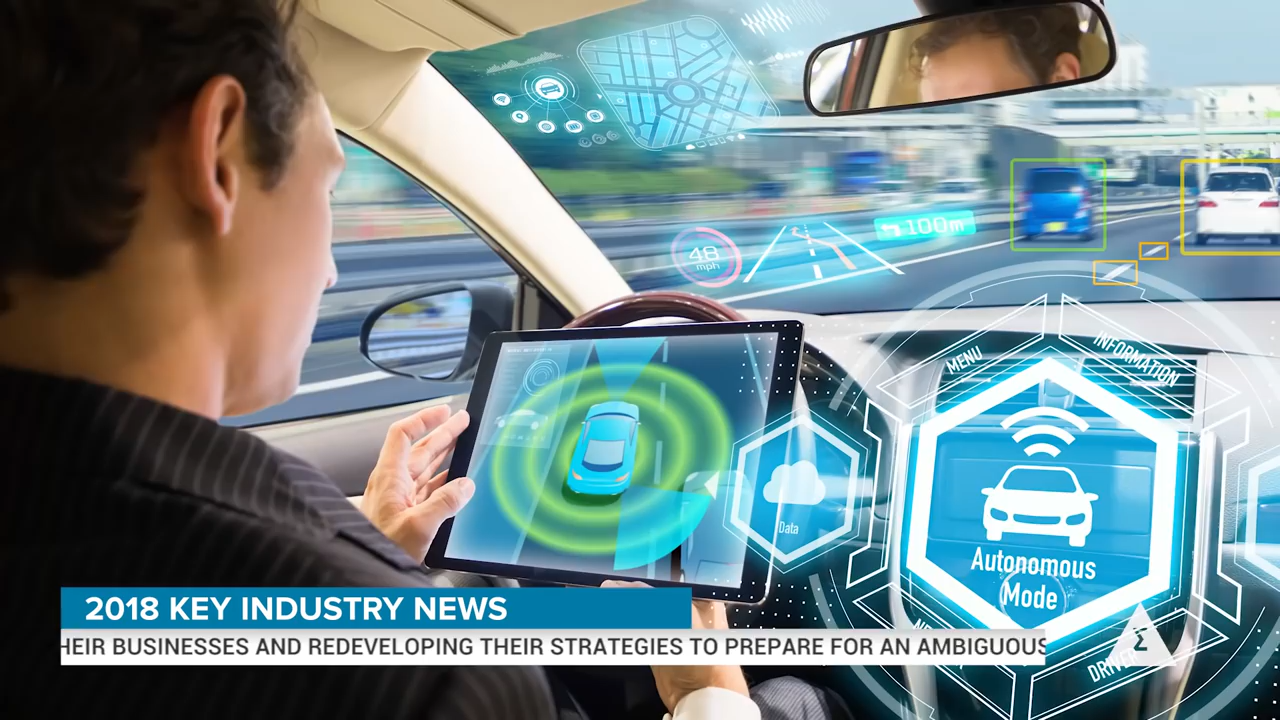 48
mph
100m
MENU
INFORMATION
Data
Autonomous
Mode
DRIVER
2018 KEY INDUSTRY NEWS
HEIR BUSINESSES AND REDEVELOPING THEIR STRATEGIES TO PREPARE FOR AN AMBIGUOUS
Σ